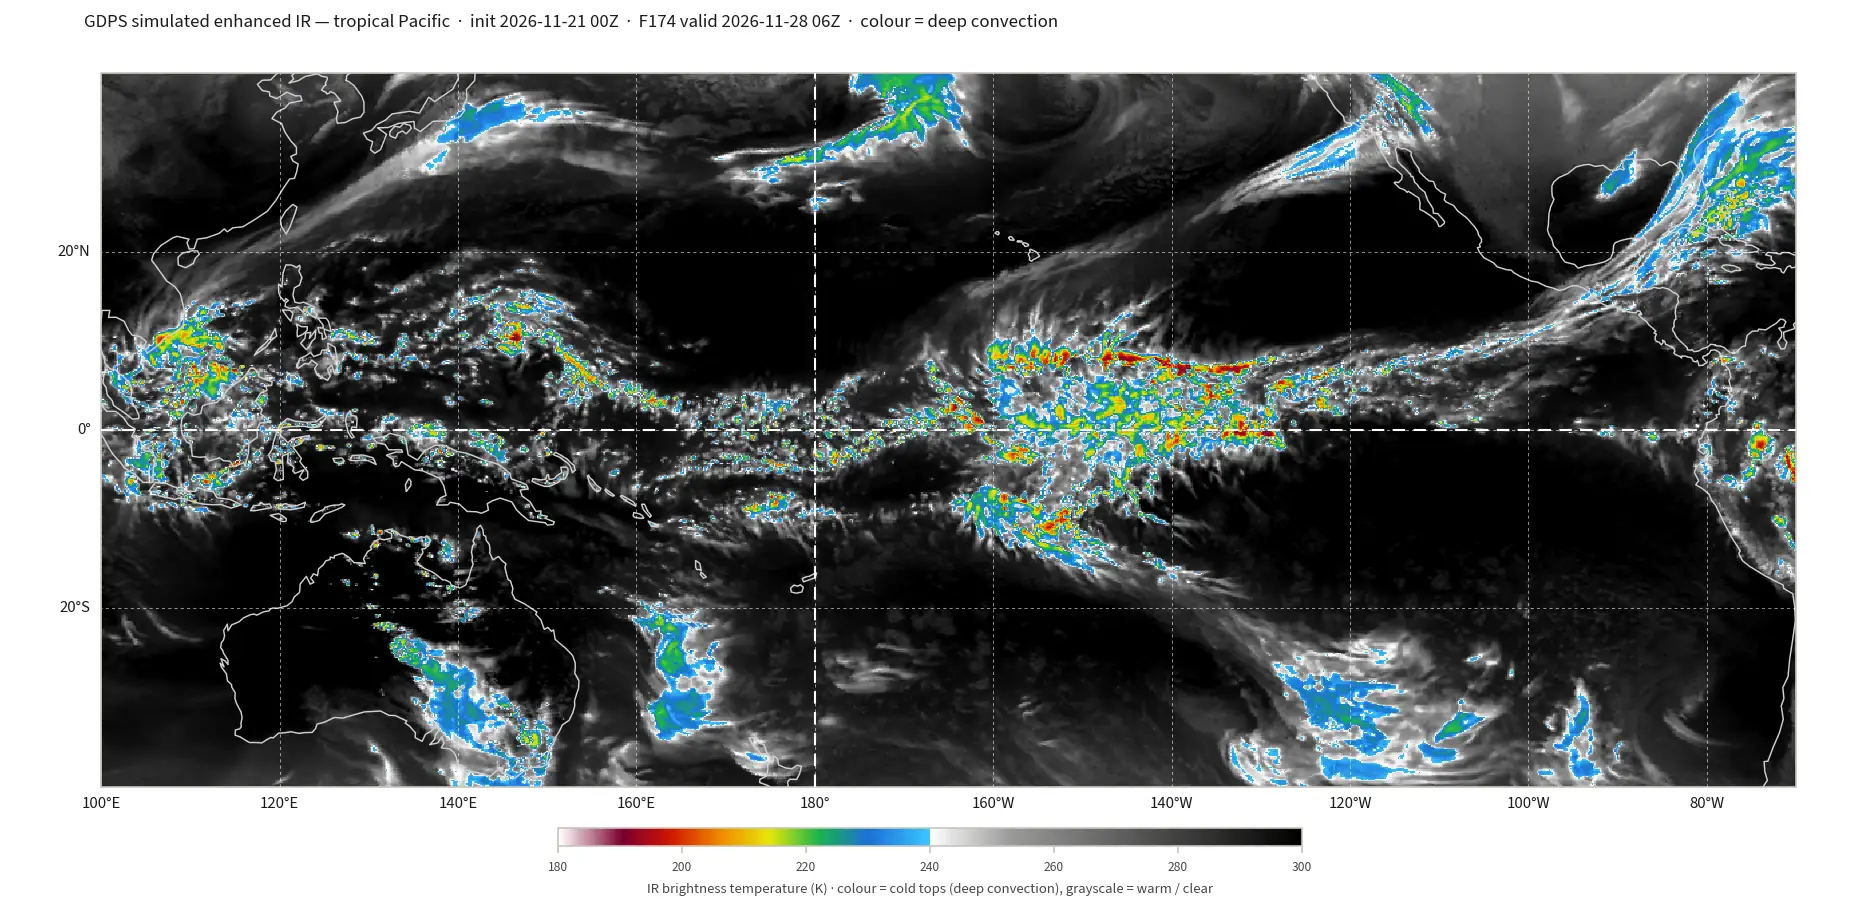 GDPS simulated enhanced IR — tropical Pacific · init 2026-11-21 00Z · F174 valid 2026-11-28 06Z · colour = deep convection
20°N
0°
20°S
100°E 120°E 140°E 160°E 180° 160°W 140°W 120°W 100°W 80°W
180 200 220 240 260 280 300
IR brightness temperature (K) · colour = cold tops (deep convection), grayscale = warm / clear